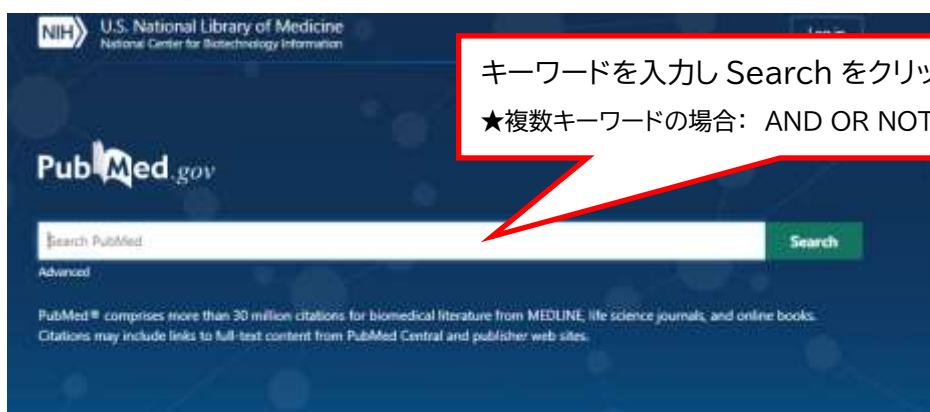 NIH U.S. National Library of Medicine
National Center for Biotechnology Information
Log in
キーワードを入力し Search をクリッ
★複数キーワードの場合: AND OR NOT
PubMed.gov
Search PubMed
Search
Advanced
PubMed® comprises more than 30 million citations for biomedical literature from MEDLINE, life science journals, and online books.
Citations may include links to full-text content from PubMed Central and publisher web sites.